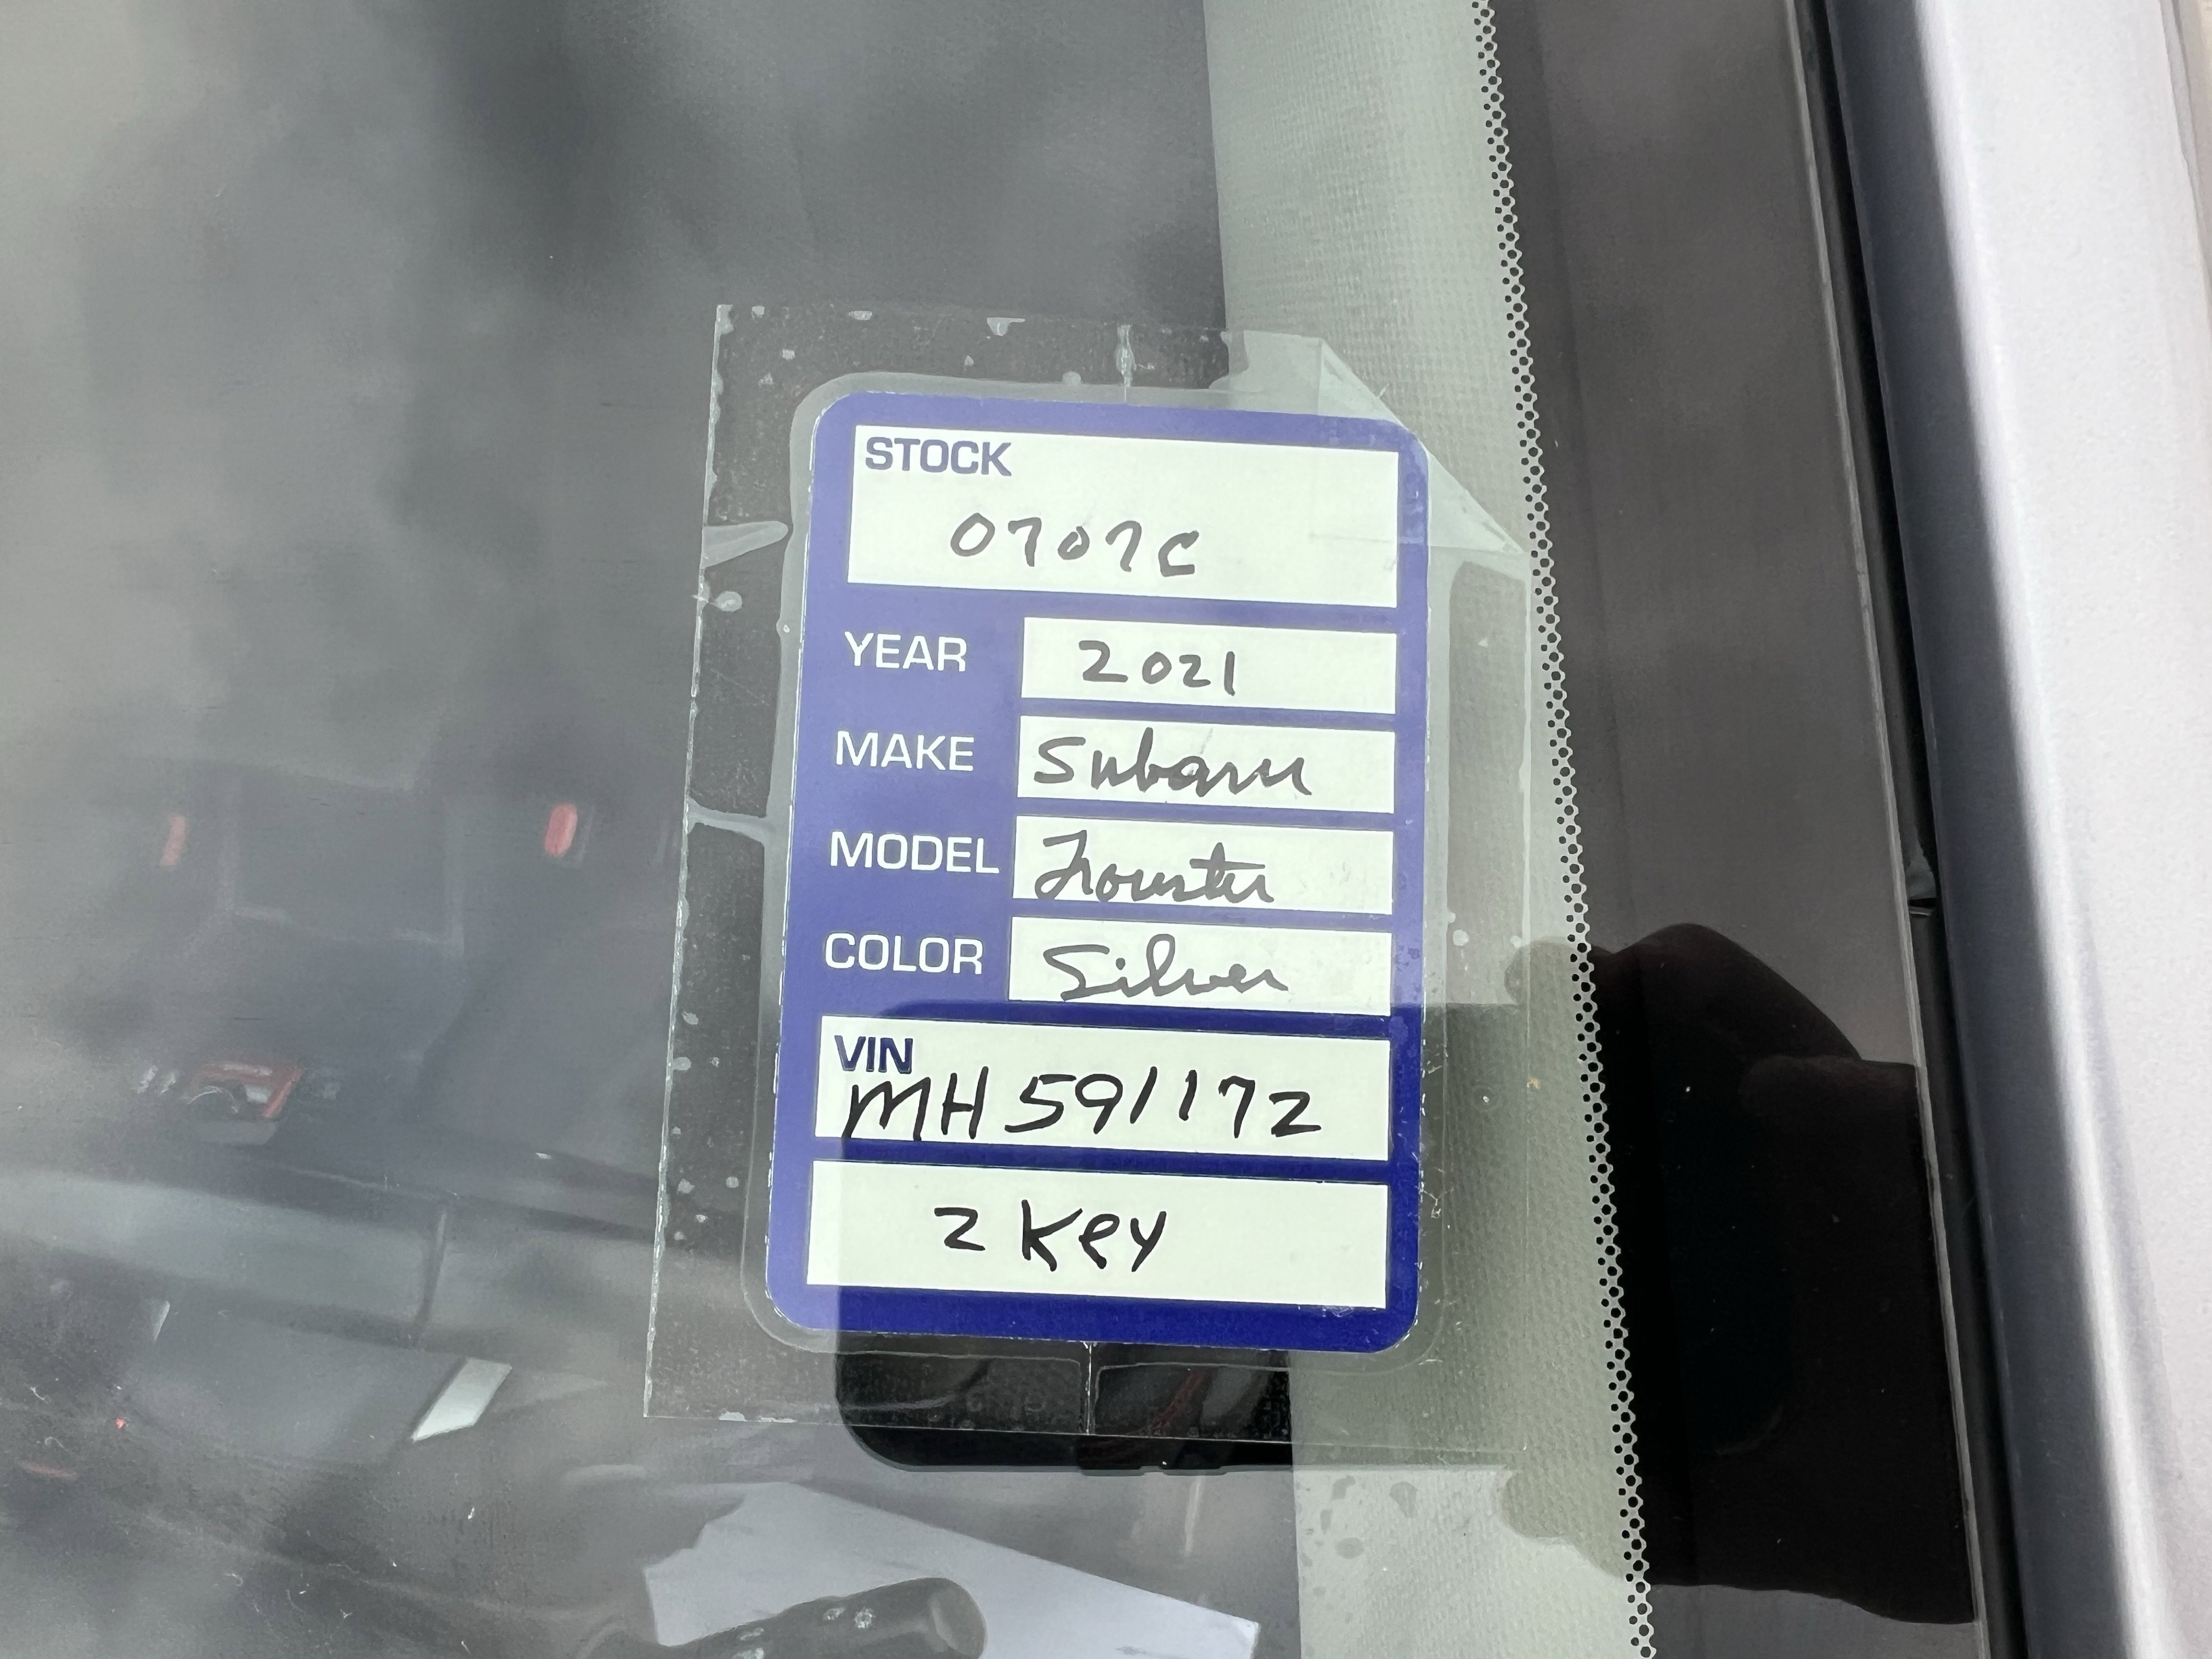 STOCK
0707C
YEAR 2021
MAKE Subaru
MODEL Forester
COLOR Silver
VIN
MH591172
2 Key